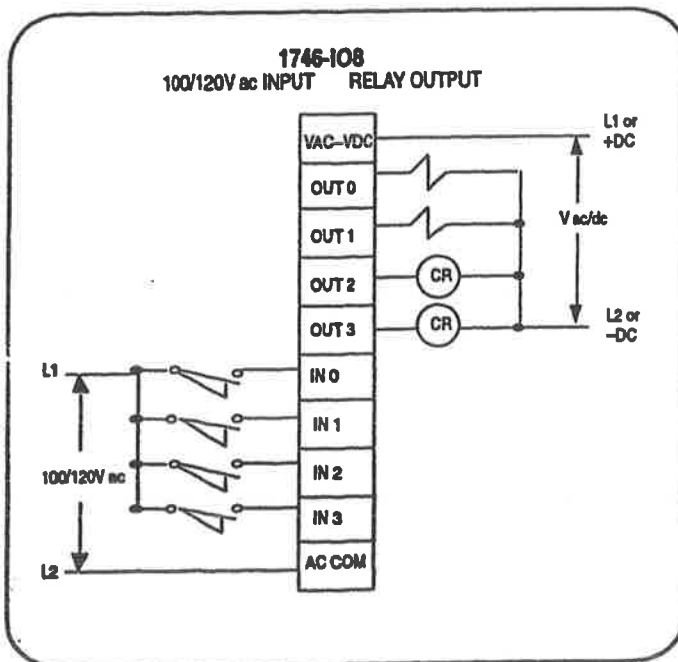 1746-IO8
100/120V ac INPUT RELAY OUTPUT
VAC–VDC
OUT 0
OUT 1
OUT 2
OUT 3
IN 0
IN 1
IN 2
IN 3
AC COM
CR
CR
L1 or
+DC
V ac/dc
L2 or
–DC
L1
100/120V ac
L2